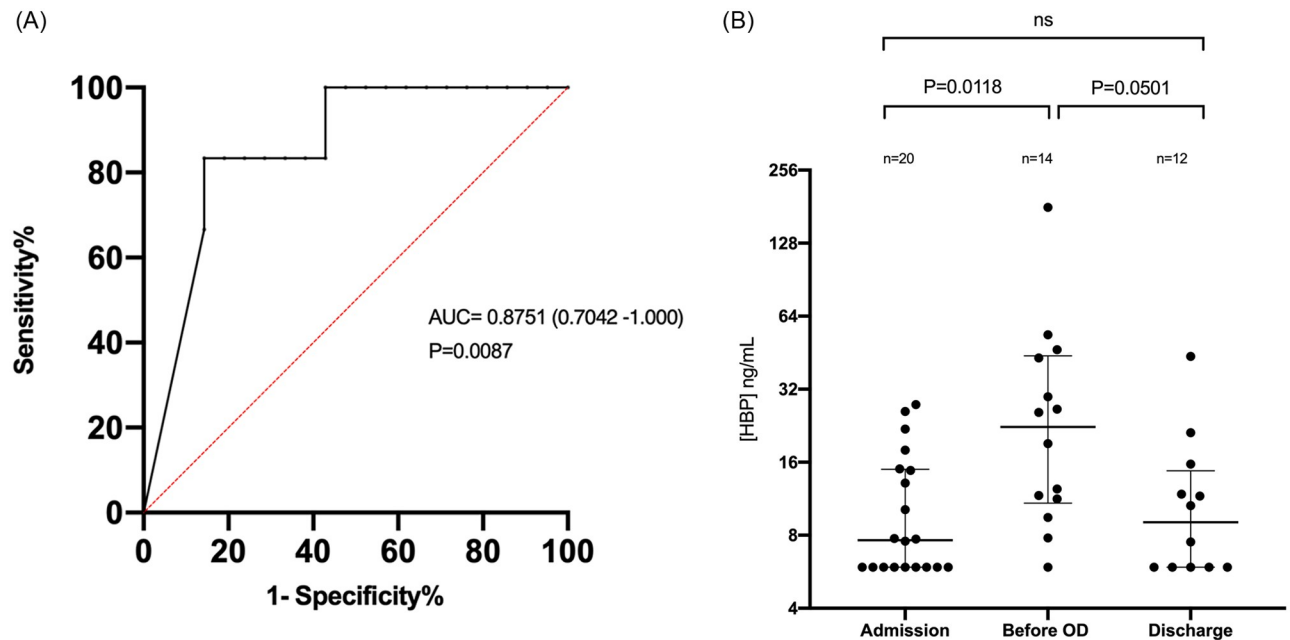 (A)
100
80
60
40
20
0
Sensitivity%
0 20 40 60 80 100
1- Specificity%
AUC= 0.8751 (0.7042 -1.000)
P=0.0087
(B)
ns
P=0.0118 P=0.0501
n=20 n=14 n=12
256
128
64
32
16
8
4
[HBP] ng/mL
Admission Before OD Discharge